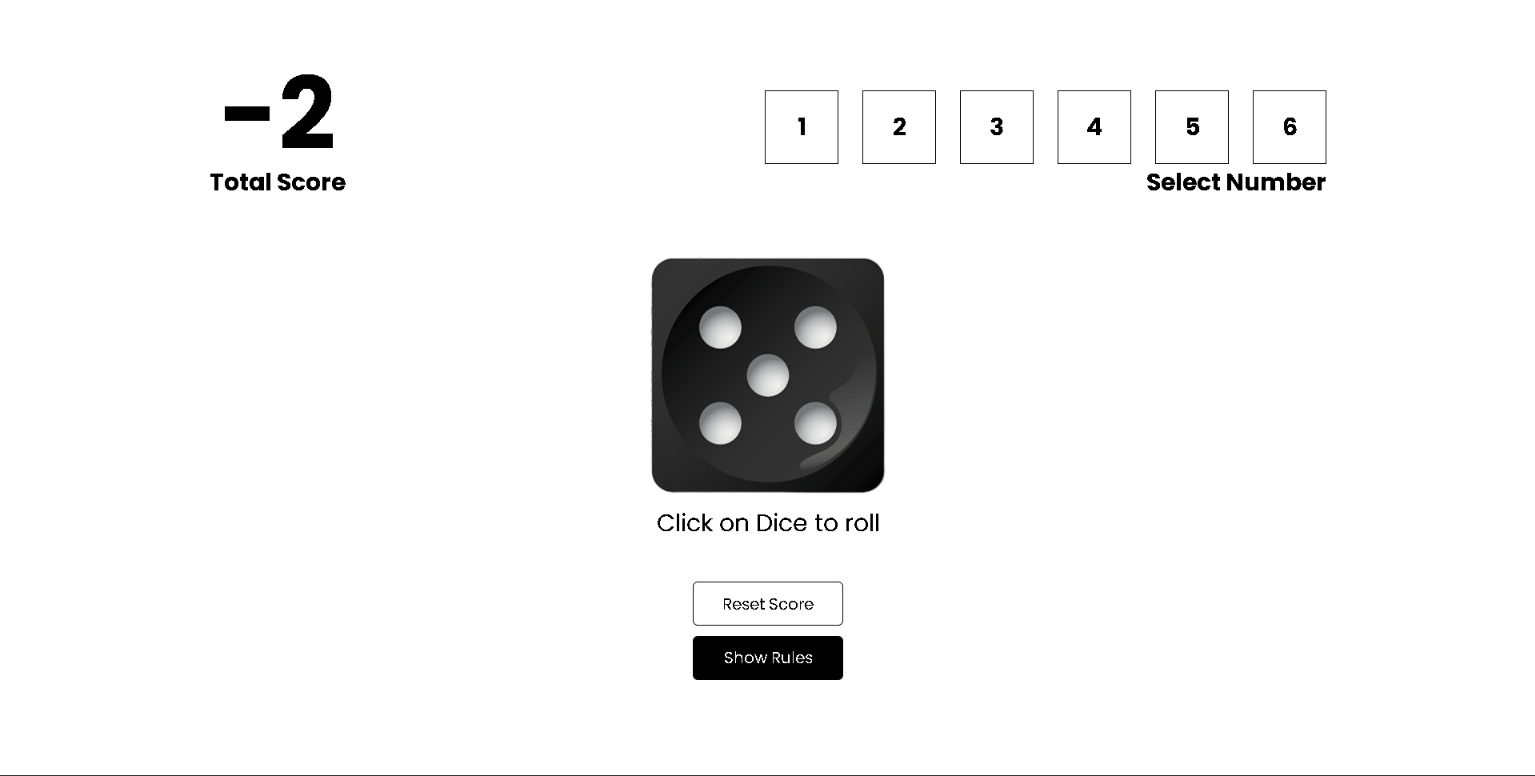 -2
Total Score
1 2 3 4 5 6
Select Number
Click on Dice to roll
Reset Score
Show Rules